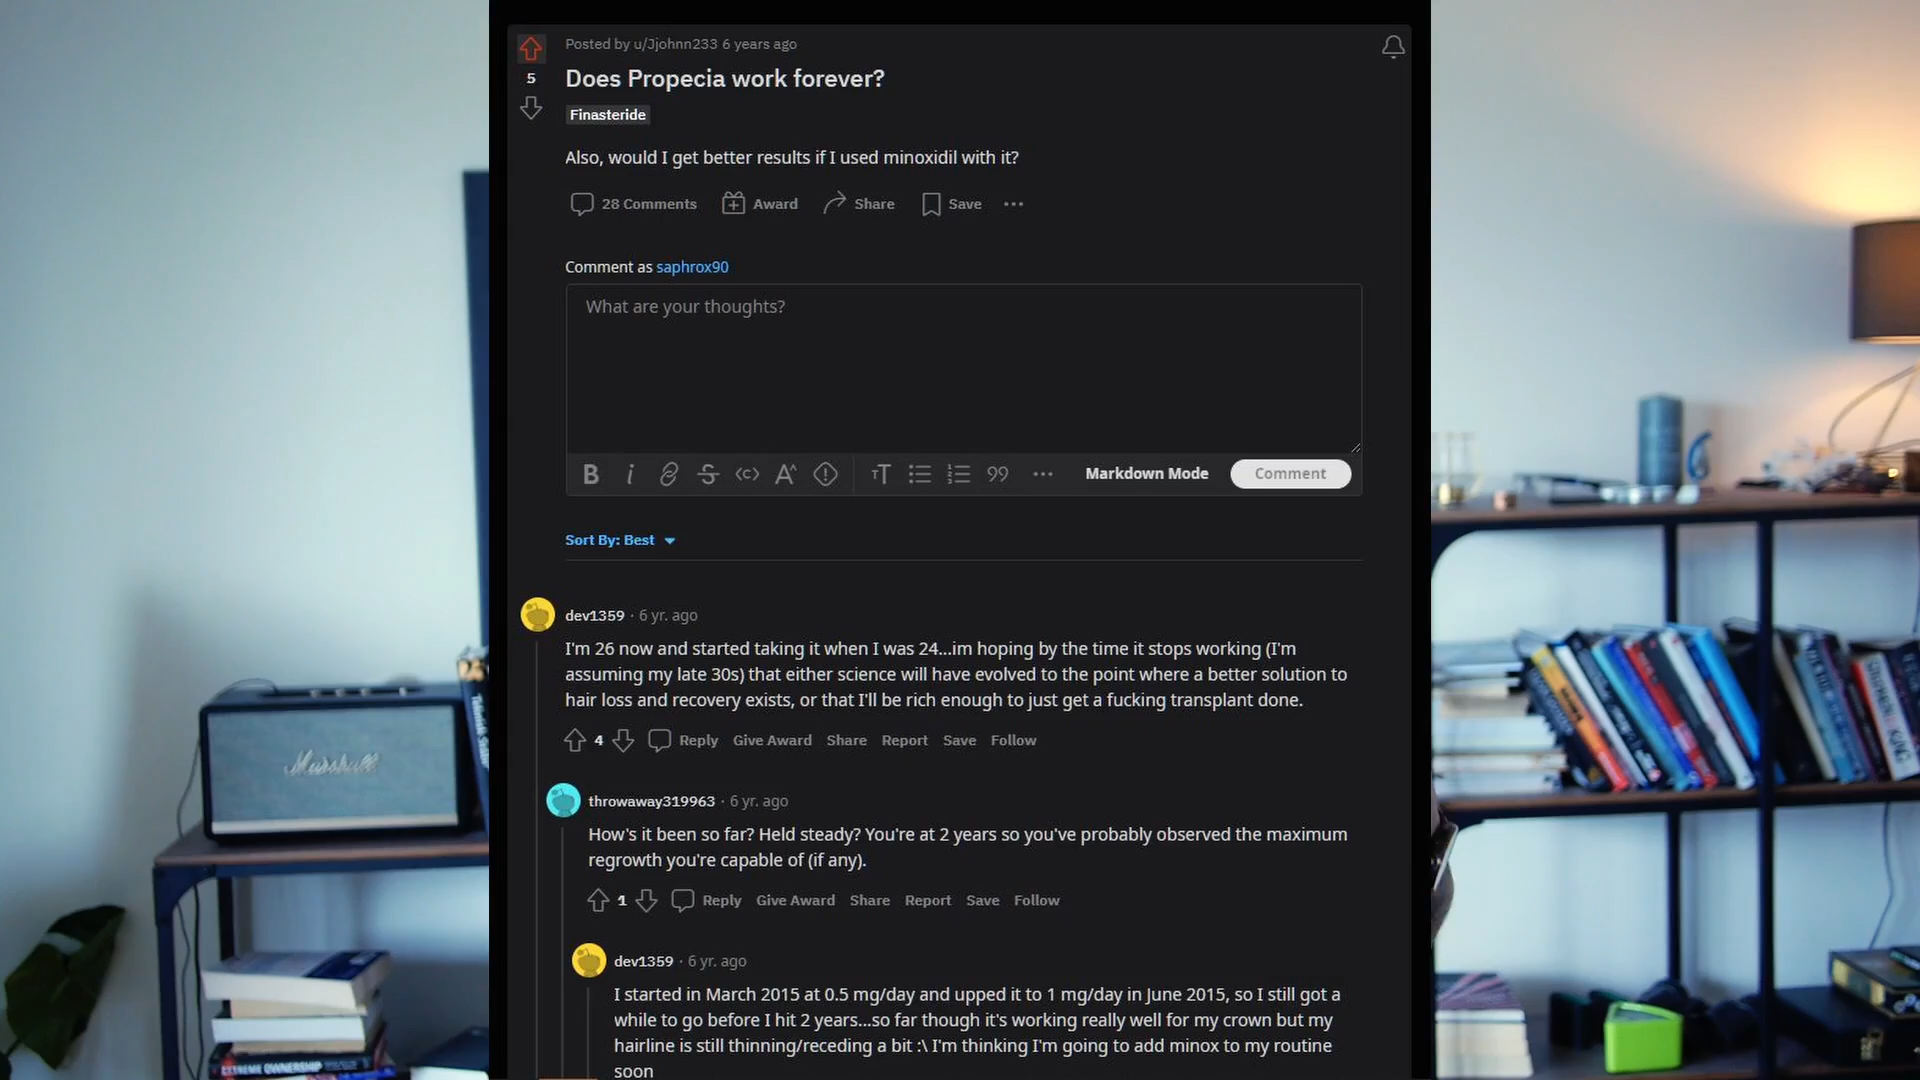 Posted by u/Jjohnn233 6 years ago
5
Does Propecia work forever?
Finasteride
Also, would I get better results if I used minoxidil with it?
28 Comments Award Share Save
Comment as saphrox90
What are your thoughts?
Markdown Mode Comment
Sort By: Best
dev1359 · 6 yr. ago
I'm 26 now and started taking it when I was 24...im hoping by the time it stops working (I'm
assuming my late 30s) that either science will have evolved to the point where a better solution to
hair loss and recovery exists, or that I'll be rich enough to just get a fucking transplant done.
4 Reply Give Award Share Report Save Follow
throwaway319963 · 6 yr. ago
How's it been so far? Held steady? You're at 2 years so you've probably observed the maximum
regrowth you're capable of (if any).
1 Reply Give Award Share Report Save Follow
dev1359 · 6 yr. ago
I started in March 2015 at 0.5 mg/day and upped it to 1 mg/day in June 2015, so I still got a
while to go before I hit 2 years...so far though it's working really well for my crown but my
hairline is still thinning/receding a bit :\ I'm thinking I'm going to add minox to my routine
soon
Marshall
EXTREME OWNERSHIP
KING